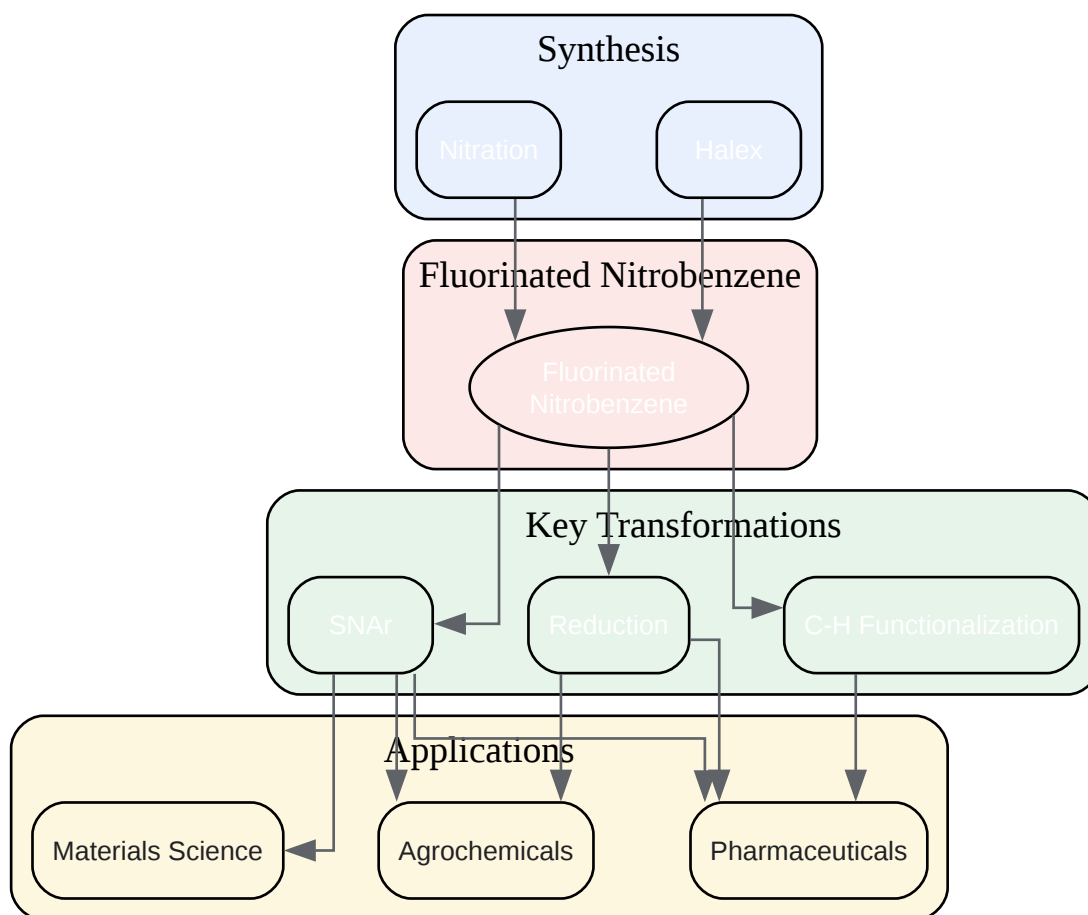 Synthesis
Nitration
Halex
Fluorinated Nitrobenzene
Fluorinated
Nitrobenzene
Key Transformations
SNAr
Reduction
C-H Functionalization
Applications
Materials Science
Agrochemicals
Pharmaceuticals